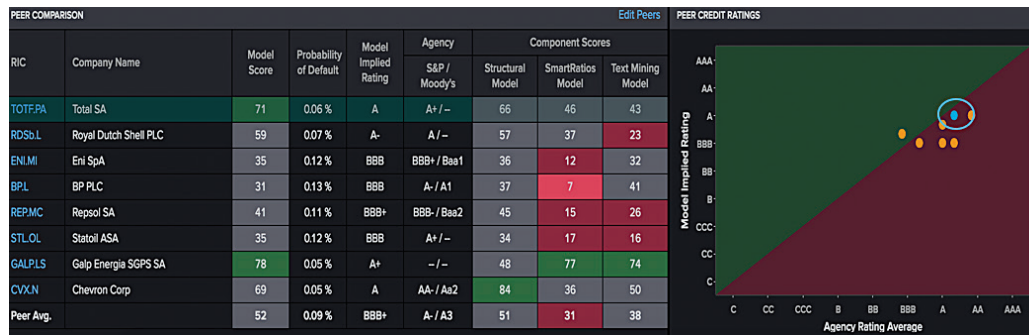 PEER COMPARISON Edit Peers PEER CREDIT RATINGS
RIC Company Name Model Score Probability of Default Model Implied Rating Agency S&P / Moody's Component Scores Structural Model SmartRatios Model Text Mining Model
TOTF.PA Total SA 71 0.06 % A A+ / – 66 46 43
RDSb.L Royal Dutch Shell PLC 59 0.07 % A- A / – 57 37 23
ENI.MI Eni SpA 35 0.12 % BBB BBB+ / Baa1 36 12 32
BP.L BP PLC 31 0.13 % BBB A- / A1 37 7 41
REP.MC Repsol SA 41 0.11 % BBB+ BBB- / Baa2 45 15 26
STL.OL Statoil ASA 35 0.12 % BBB A+ / – 34 17 16
GALP.LS Galp Energia SGPS SA 78 0.05 % A+ – / – 48 77 74
CVX.N Chevron Corp 69 0.05 % A AA- / Aa2 84 36 50
Peer Avg. 52 0.09 % BBB+ A- / A3 51 31 38
Model Implied Rating
AAA
AA
A
BBB
BB
B
CCC
CC
C
C CC CCC B BB BBB A AA AAA
Agency Rating Average